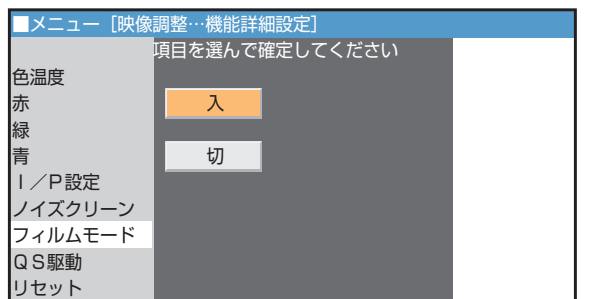 ■メニュー［映像調整…機能詳細設定］
項目を選んで確定してください
色温度
赤
入
緑
青
切
Ｉ／Ｐ設定
ノイズクリーン
フィルムモード
ＱＳ駆動
リセット